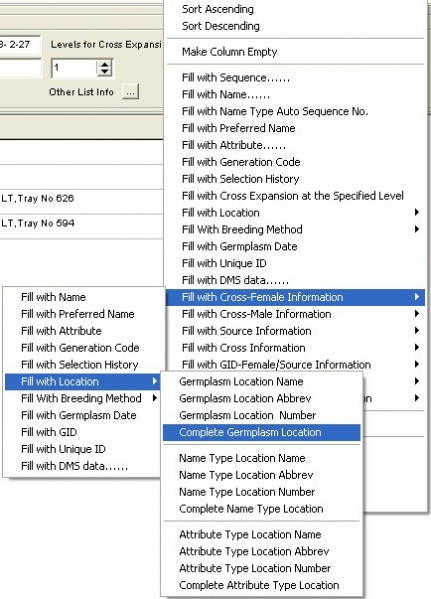 Sort Ascending
Sort Descending
Make Column Empty
8- 2-27
Levels for Cross Expansi
1
Other List Info ...
LT,Tray No 626
LT,Tray No 594
Fill with Sequence......
Fill with Name......
Fill with Name Type Auto Sequence No.
Fill with Preferred Name
Fill with Attribute......
Fill with Generation Code
Fill with Selection History
Fill with Cross Expansion at the Specified Level
Fill with Location
Fill With Breeding Method
Fill with Germplasm Date
Fill with Unique ID
Fill with DMS data......
Fill with Cross-Female Information
Fill with Cross-Male Information
Fill with Source Information
Fill with Cross Information
Fill with GID-Female/Source Information
on
Fill with Name
Fill with Preferred Name
Fill with Attribute
Fill with Generation Code
Fill with Selection History
Fill with Location
Fill With Breeding Method
Fill with Germplasm Date
Fill with GID
Fill with Unique ID
Fill with DMS data......
Germplasm Location Name
Germplasm Location Abbrev
Germplasm Location Number
Complete Germplasm Location
Name Type Location Name
Name Type Location Abbrev
Name Type Location Number
Complete Name Type Location
Attribute Type Location Name
Attribute Type Location Abbrev
Attribute Type Location Number
Complete Attribute Type Location